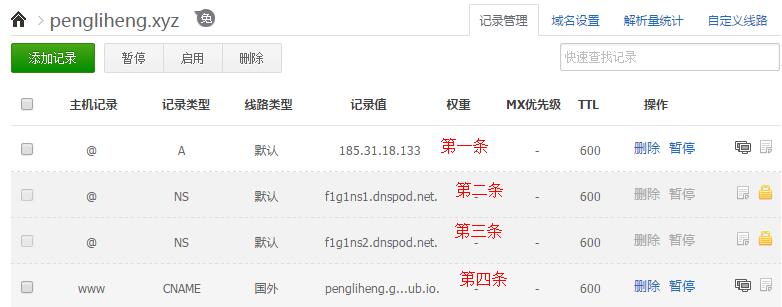 pengliheng.xyz 免
记录管理 域名设置 解析量统计 自定义线路
添加记录 暂停 启用 删除 快速查找记录
主机记录 记录类型 线路类型 记录值 权重 MX优先级 TTL 操作
@ A 默认 185.31.18.133 第一条 - 600 删除 暂停
@ NS 默认 f1g1ns1.dnspod.net. 第二条 - - 600 删除 暂停
@ NS 默认 f1g1ns2.dnspod.net. 第三条 - - 600 删除 暂停
www CNAME 国外 pengliheng.g...ub.io. 第四条 - - 600 删除 暂停